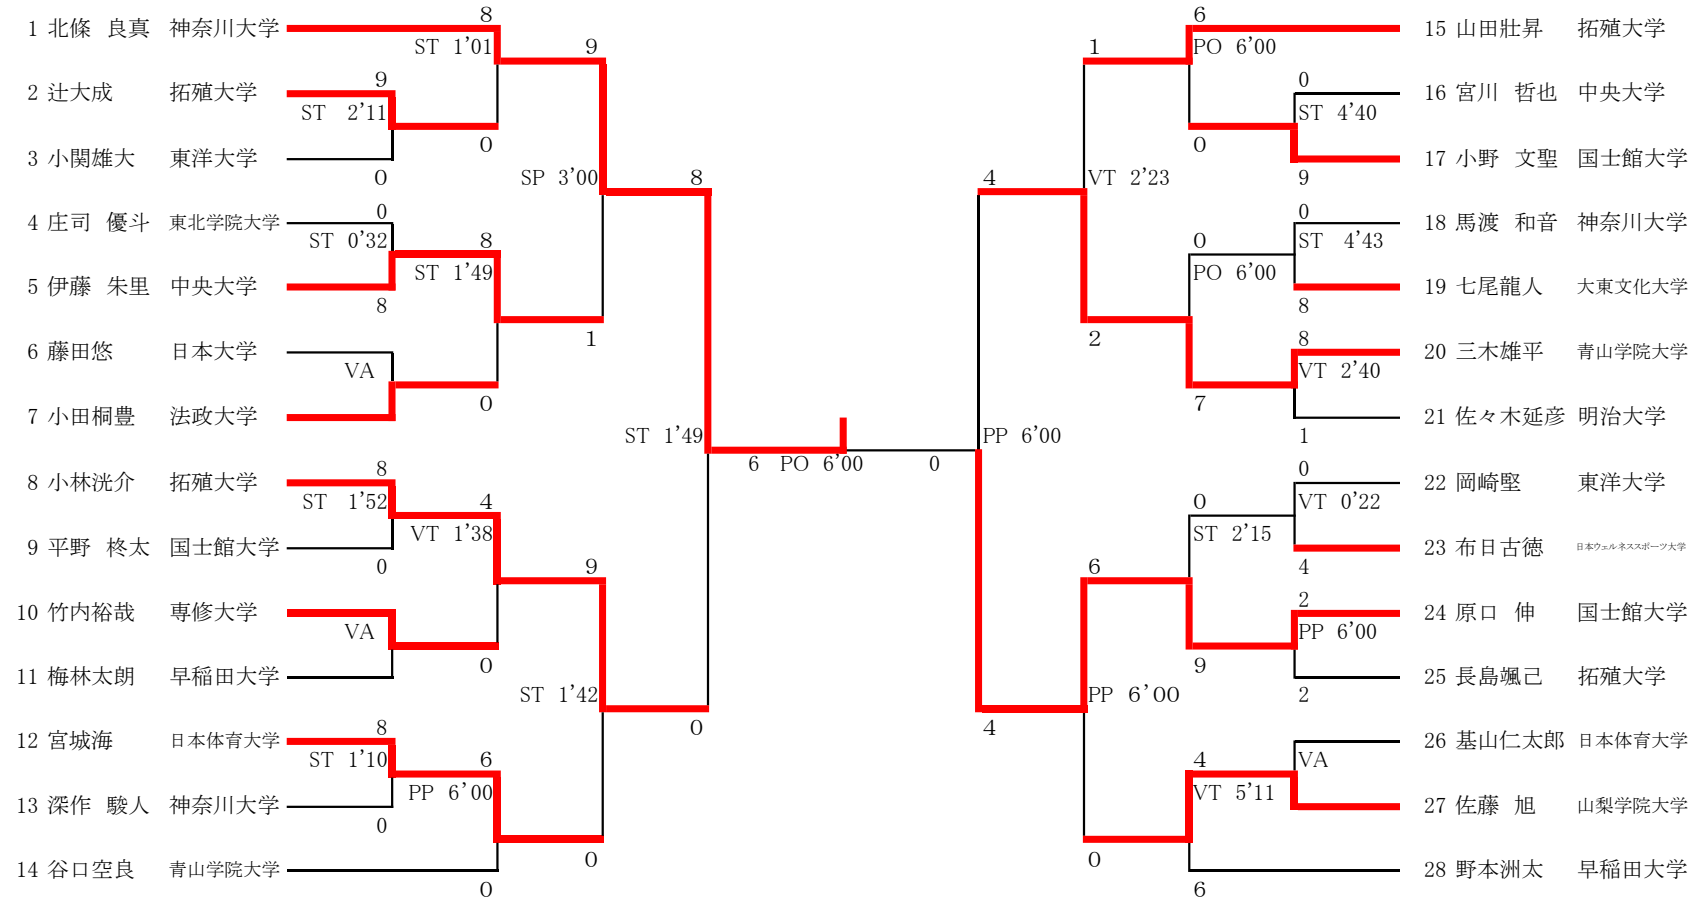 1 北條 良真 神奈川大学
2 辻大成 拓殖大学
3 小関雄大 東洋大学
4 庄司 優斗 東北学院大学
5 伊藤 朱里 中央大学
6 藤田悠 日本大学
7 小田桐豊 法政大学
8 小林洸介 拓殖大学
9 平野 柊太 国士館大学
10 竹内裕哉 専修大学
11 梅林太朗 早稲田大学
12 宮城海 日本体育大学
13 深作 駿人 神奈川大学
14 谷口空良 青山学院大学
9
ST 2’11
0
0
ST 0’32
8
VA
8
ST 1’52
0
VA
8
ST 1’10
0
8
ST 1’01
0
8
ST 1’49
0
4
VT 1’38
0
6
PP 6’00
0
9
SP 3’00
1
9
ST 1’42
0
8
ST 1’49
0
6 PO 6’00 0
4
PP 6’00
4
1
VT 2’23
2
6
PP 6’00
0
6
PO 6’00
0
0
PO 6’00
7
0
ST 2’15
9
4
VT 5’11
6
0
ST 4’40
9
0
ST 4’43
8
8
VT 2’40
1
0
VT 0’22
4
2
PP 6’00
2
VA
15 山田壯昇 拓殖大学
16 宮川 哲也 中央大学
17 小野 文聖 国士館大学
18 馬渡 和音 神奈川大学
19 七尾龍人 大東文化大学
20 三木雄平 青山学院大学
21 佐々木延彦 明治大学
22 岡崎堅 東洋大学
23 布日古徳 日本ウェルネススポーツ大学
24 原口 伸 国士館大学
25 長島颯己 拓殖大学
26 基山仁太郎 日本体育大学
27 佐藤 旭 山梨学院大学
28 野本洲太 早稲田大学